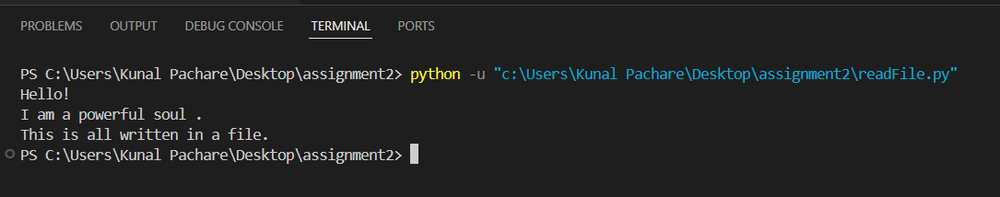 PROBLEMS OUTPUT DEBUG CONSOLE TERMINAL PORTS
PS C:\Users\Kunal Pachare\Desktop\assignment2> python -u "c:\Users\Kunal Pachare\Desktop\assignment2\readFile.py"
Hello!
I am a powerful soul .
This is all written in a file.
PS C:\Users\Kunal Pachare\Desktop\assignment2>